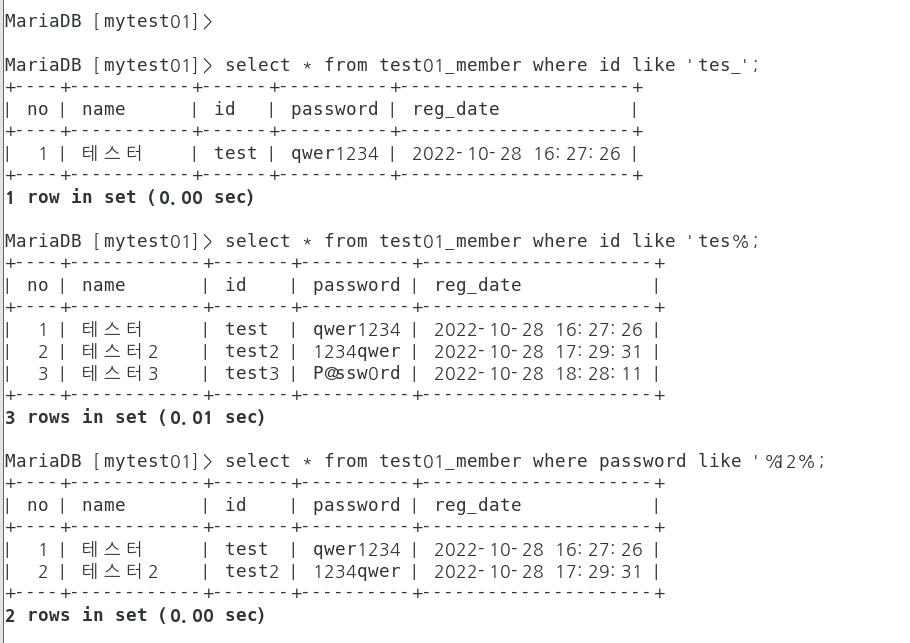 MariaDB [mytest01]>
MariaDB [mytest01]> select * from test01_member where id like 'tes_';
+----+-----------+------+----------+---------------------+
| no | name      | id   | password | reg_date            |
+----+-----------+------+----------+---------------------+
|  1 | 테스터    | test | qwer1234 | 2022-10-28 16:27:26 |
+----+-----------+------+----------+---------------------+
1 row in set (0.00 sec)
MariaDB [mytest01]> select * from test01_member where id like 'tes%';
+----+------------+-------+----------+---------------------+
| no | name       | id    | password | reg_date            |
+----+------------+-------+----------+---------------------+
|  1 | 테스터     | test  | qwer1234 | 2022-10-28 16:27:26 |
|  2 | 테스터2    | test2 | 1234qwer | 2022-10-28 17:29:31 |
|  3 | 테스터3    | test3 | P@ssw0rd | 2022-10-28 18:28:11 |
+----+------------+-------+----------+---------------------+
3 rows in set (0.01 sec)
MariaDB [mytest01]> select * from test01_member where password like '%12%';
+----+------------+-------+----------+---------------------+
| no | name       | id    | password | reg_date            |
+----+------------+-------+----------+---------------------+
|  1 | 테스터     | test  | qwer1234 | 2022-10-28 16:27:26 |
|  2 | 테스터2    | test2 | 1234qwer | 2022-10-28 17:29:31 |
+----+------------+-------+----------+---------------------+
2 rows in set (0.00 sec)